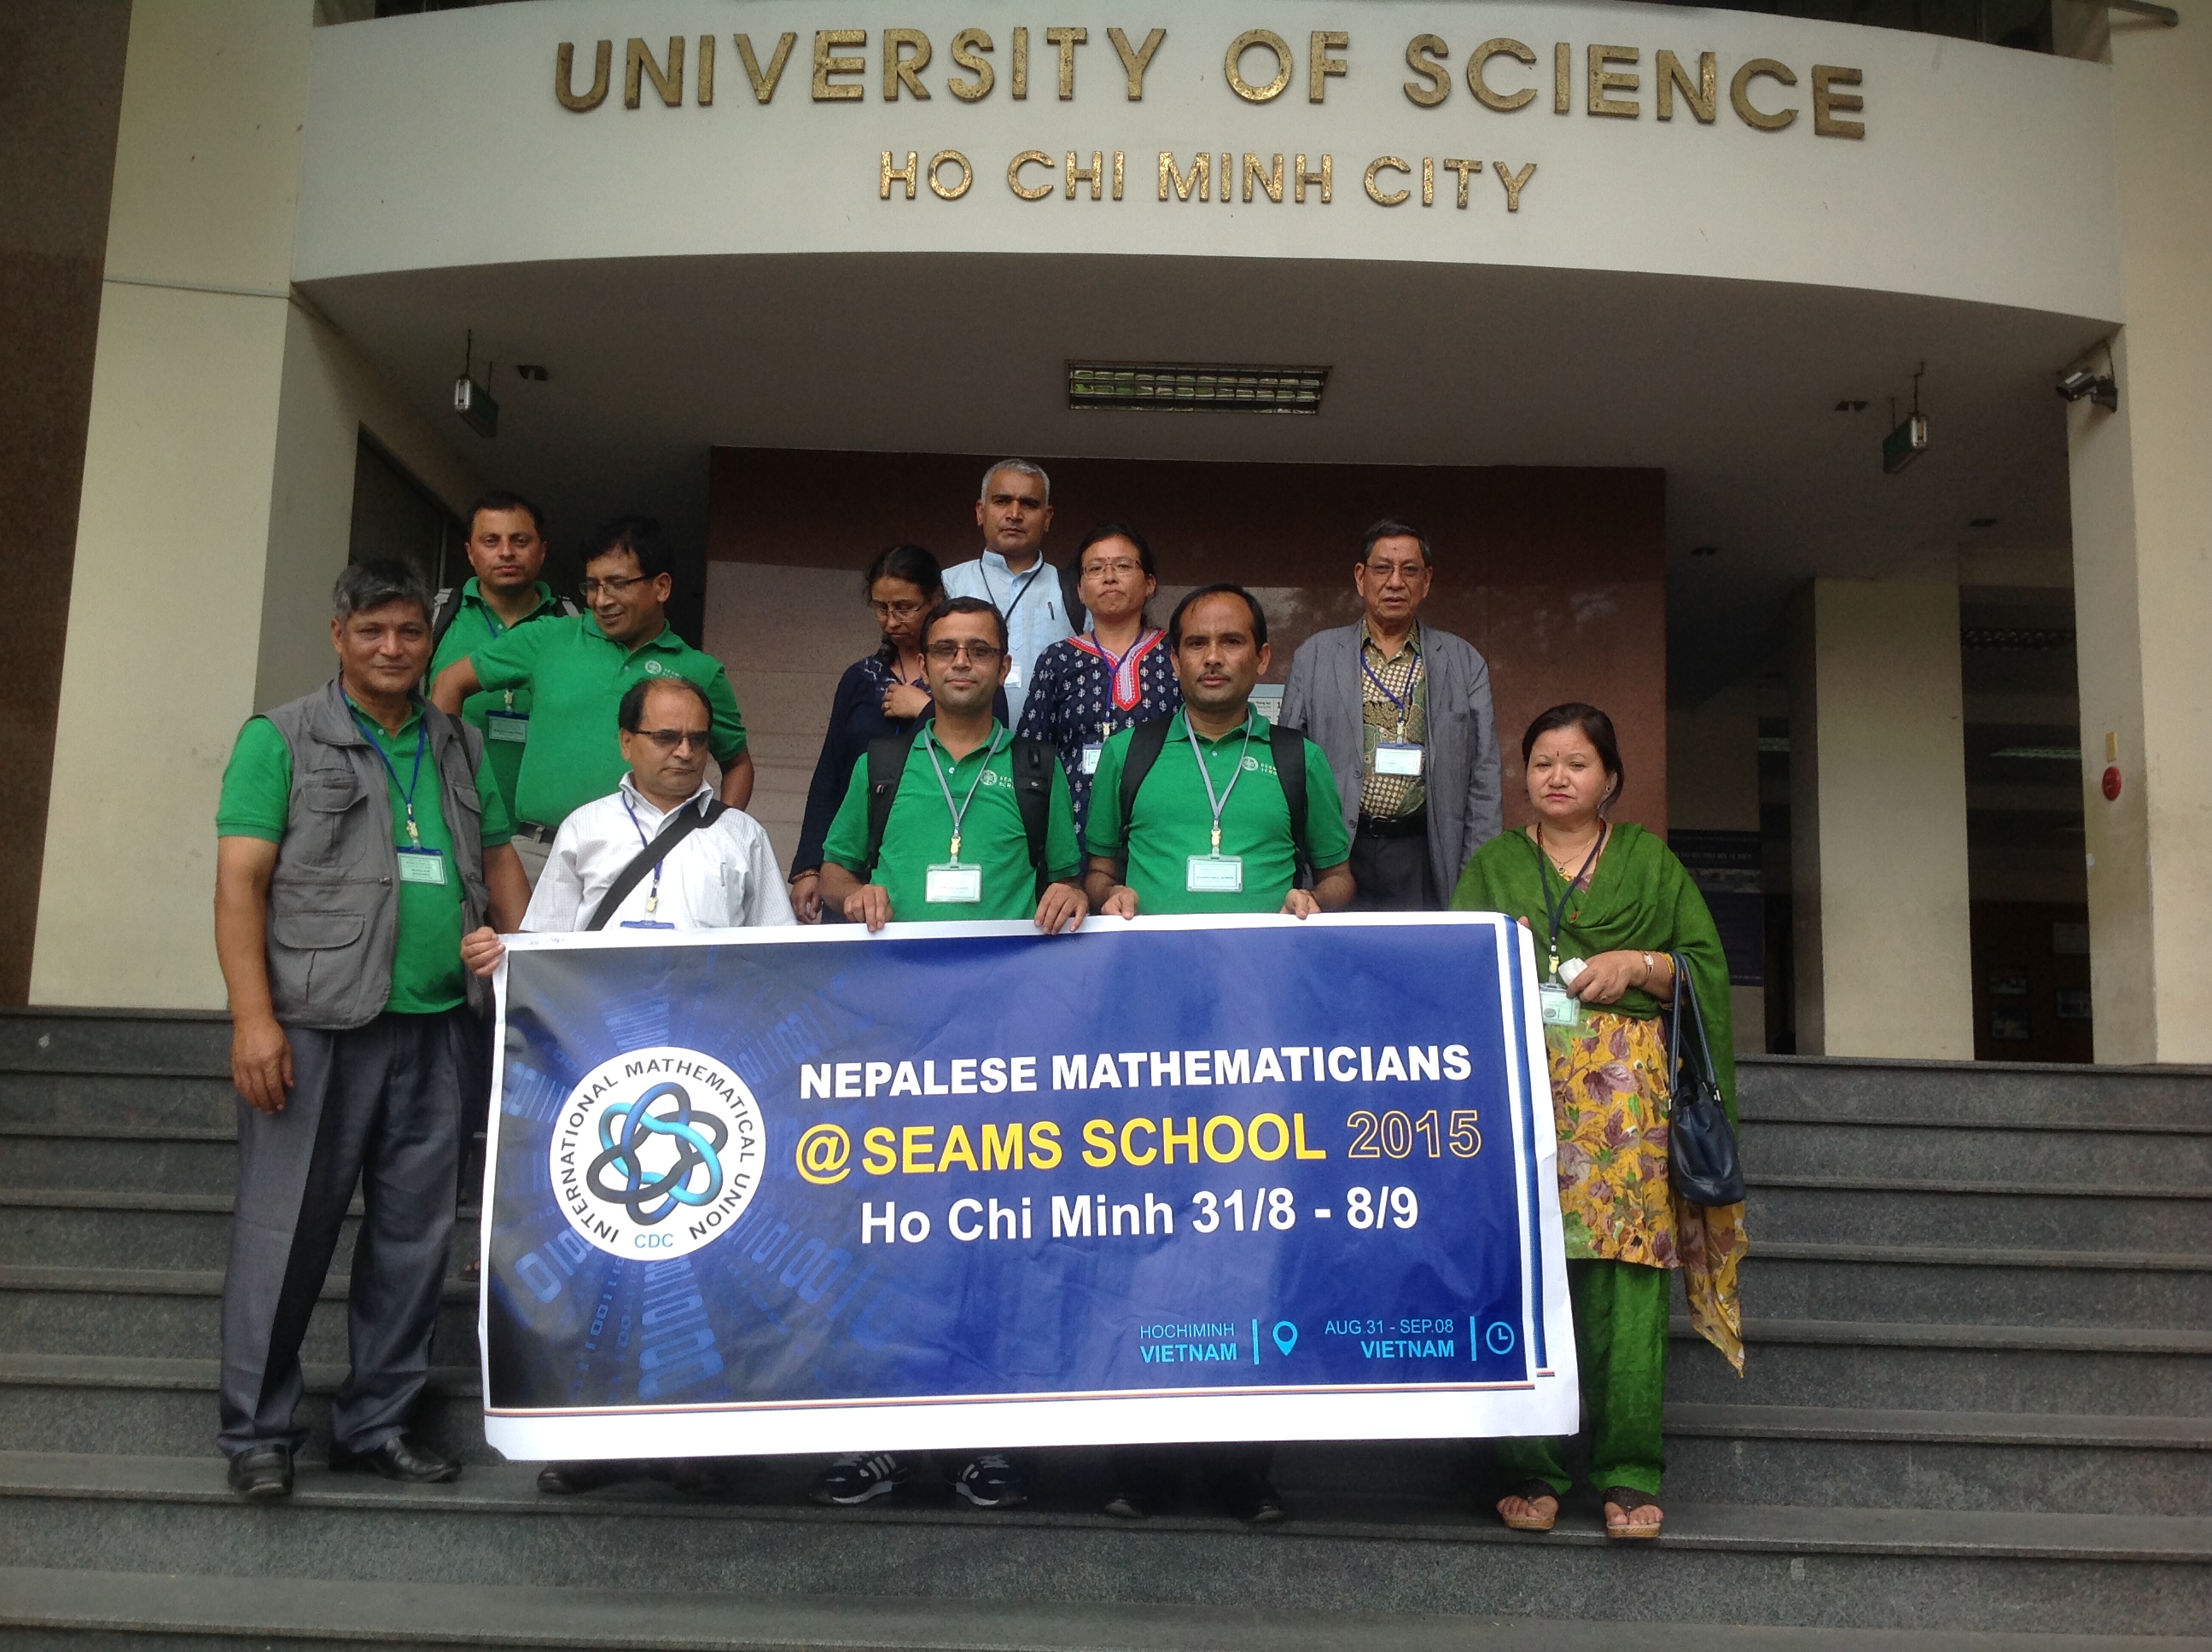 UNIVERSITY OF SCIENCE
HO CHI MINH CITY
INTERNATIONAL MATHEMATICAL UNION
CDC
NEPALESE MATHEMATICIANS
@ SEAMS SCHOOL 2015
Ho Chi Minh 31/8 - 8/9
HOCHIMINH
VIETNAM
AUG.31 - SEP.08
VIETNAM